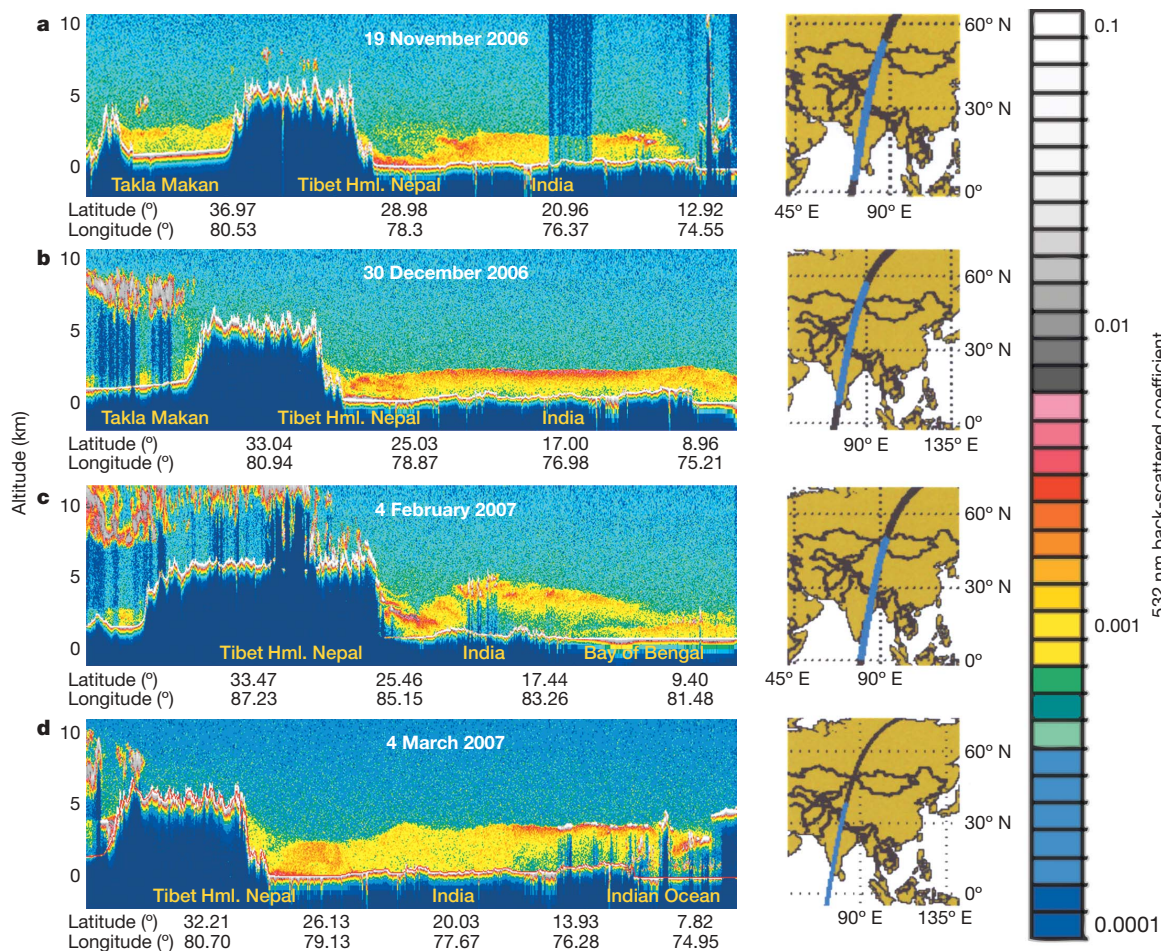 a
19 November 2006
10
5
0
Takla Makan Tibet Hml. Nepal India
Latitude (º) 36.97 28.98 20.96 12.92
Longitude (º) 80.53 78.3 76.37 74.55
60º N
30º N
0º
45º E 90º E
b
30 December 2006
10
5
0
Takla Makan Tibet Hml. Nepal India
Latitude (º) 33.04 25.03 17.00 8.96
Longitude (º) 80.94 78.87 76.98 75.21
60º N
30º N
0º
90º E 135º E
Altitude (km)
c
4 February 2007
10
5
0
Tibet Hml. Nepal India Bay of Bengal
Latitude (º) 33.47 25.46 17.44 9.40
Longitude (º) 87.23 85.15 83.26 81.48
60º N
30º N
0º
45º E 90º E
d
4 March 2007
10
5
0
Tibet Hml. Nepal India Indian Ocean
Latitude (º) 32.21 26.13 20.03 13.93 7.82
Longitude (º) 80.70 79.13 77.67 76.28 74.95
60º N
30º N
0º
90º E 135º E
0.1
0.01
0.001
0.0001
532 nm back-scattered coefficient